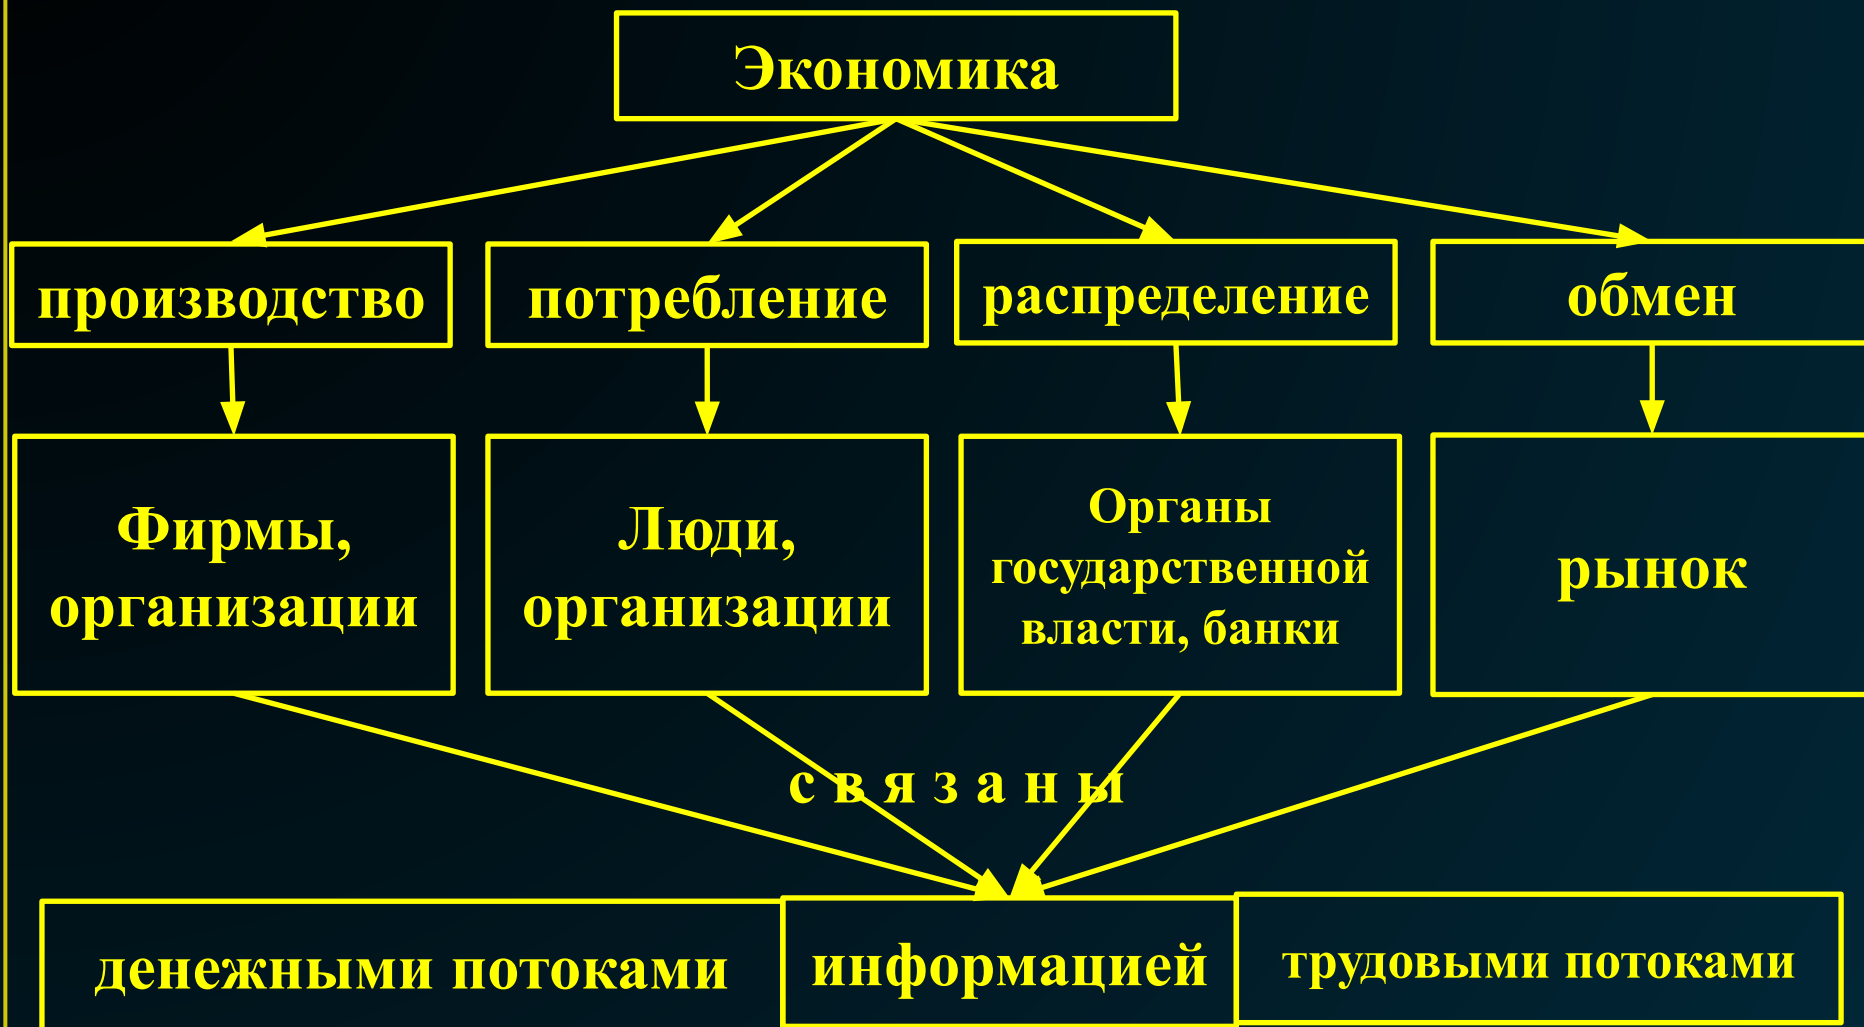 Экономика
производство
потребление
распределение
обмен
Фирмы,
организации
Люди,
организации
Органы
государственной
власти, банки
рынок
с в я з а н ы
денежными потоками
информацией
трудовыми потоками